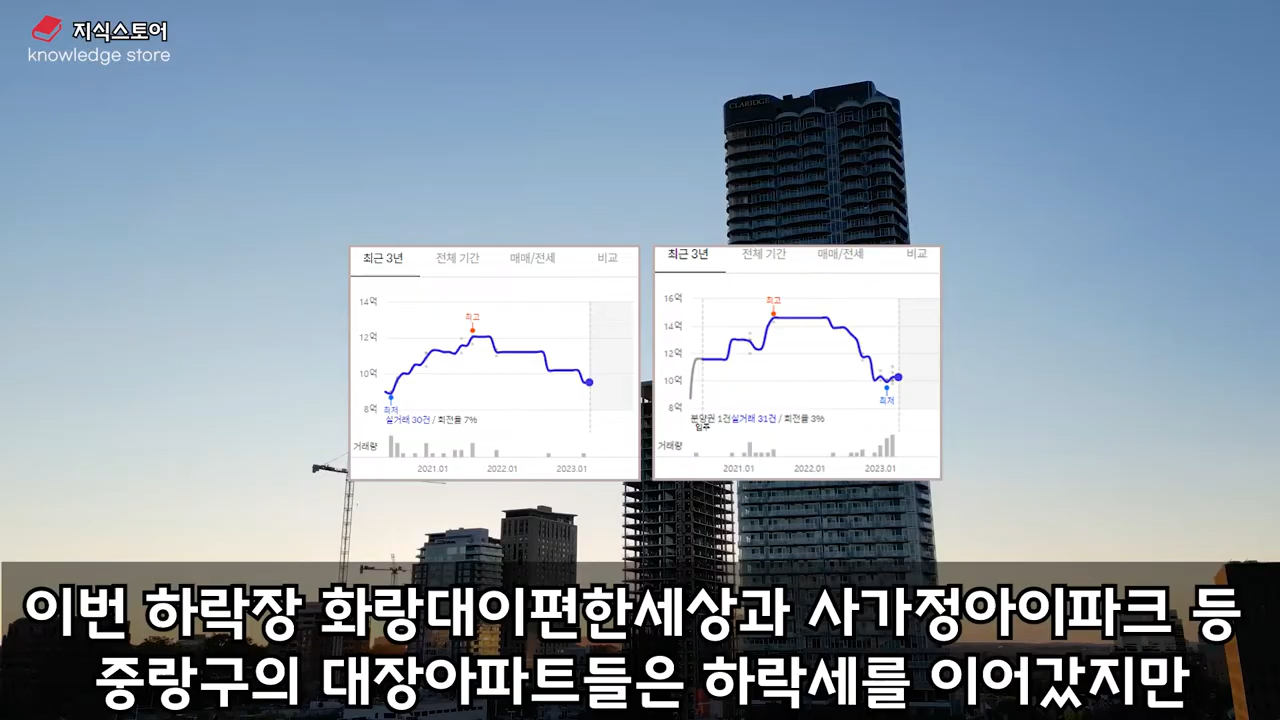 지식스토어
knowledge store
CLARIDGE
최근 3년 전체 기간 매매/전세 비교
14억
12억
10억
8억
최고
최저
실거래 30건 / 회전율 7%
거래량
2021.01 2022.01 2023.01
최근 3년 전체 기간 매매/전세 비교
16억
14억
12억
10억
8억
최고
최저
분양권 1건실거래 31건 / 회전율 3%
입주
거래량
2021.01 2022.01 2023.01
이번 하락장 화랑대이편한세상과 사가정아이파크 등
중랑구의 대장아파트들은 하락세를 이어갔지만